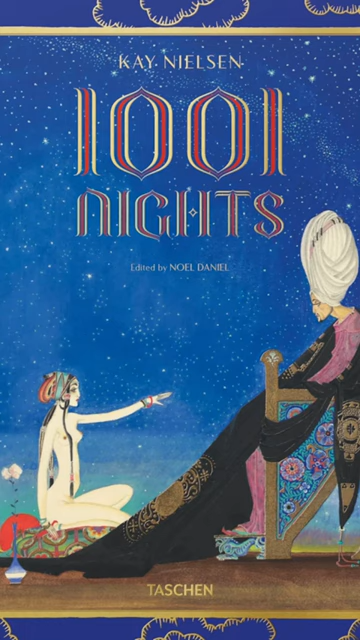 KAY NIELSEN
1001
NIGHTS
Edited by NOEL DANIEL
TASCHEN